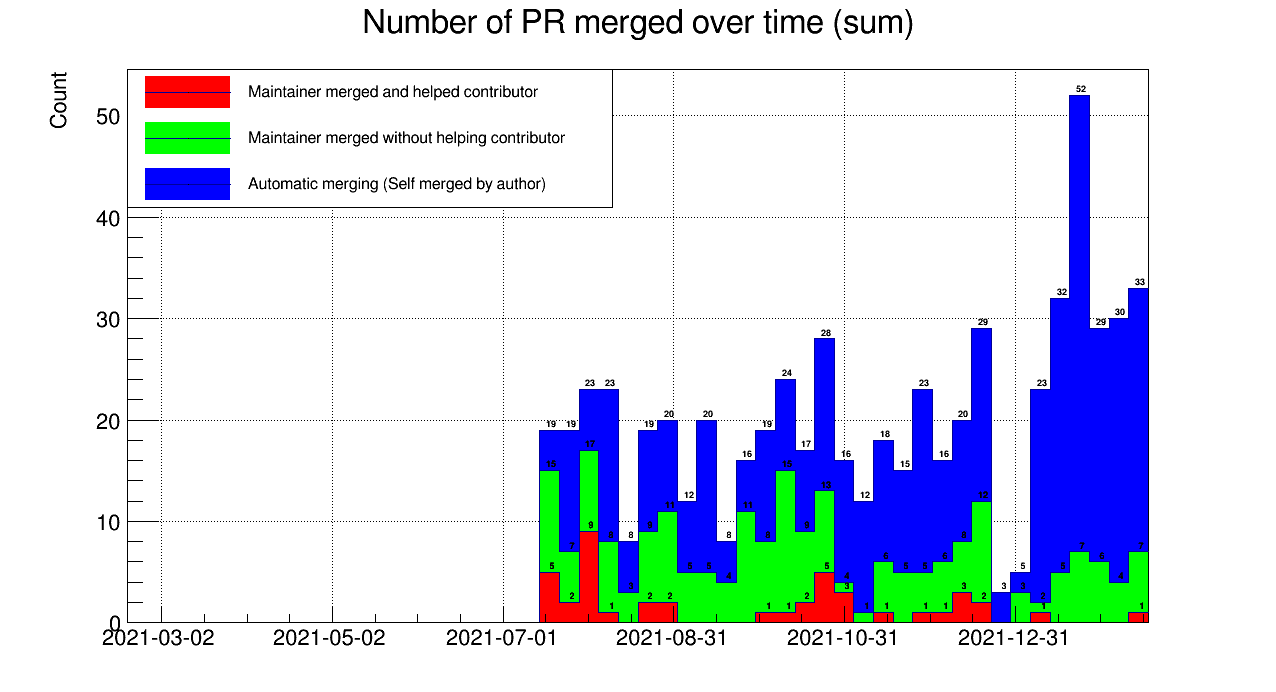 Number of PR merged over time (sum)
Count
Maintainer merged and helped contributor
Maintainer merged without helping contributor
Automatic merging (Self merged by author)
50
40
30
20
10
0
52
32 29 30 33
19 19 23 23 8 19 20 12 20 8 16 19 24 17 28 16 12 18 15 23 16 20 29 3 5 23
15 7 17 8 3 9 11 5 5 4 11 8 15 9 13 4 1 6 5 5 6 8 12 3 2 5 7 6 4 7
5 2 9 1 2 2 1 1 2 5 3 1 1 1 3 2 1 1
2021-03-02 2021-05-02 2021-07-01 2021-08-31 2021-10-31 2021-12-31